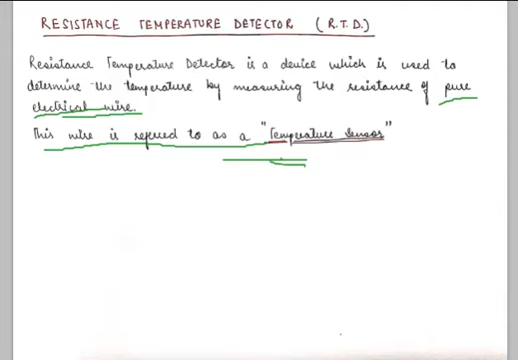 RESISTANCE TEMPERATURE DETECTOR (R.T.D.)
Resistance Temperature Detector is a device which is used to
determine the temperature by measuring the resistance of pure
electrical wire.
This wire is referred to as a "Temperature Sensor"